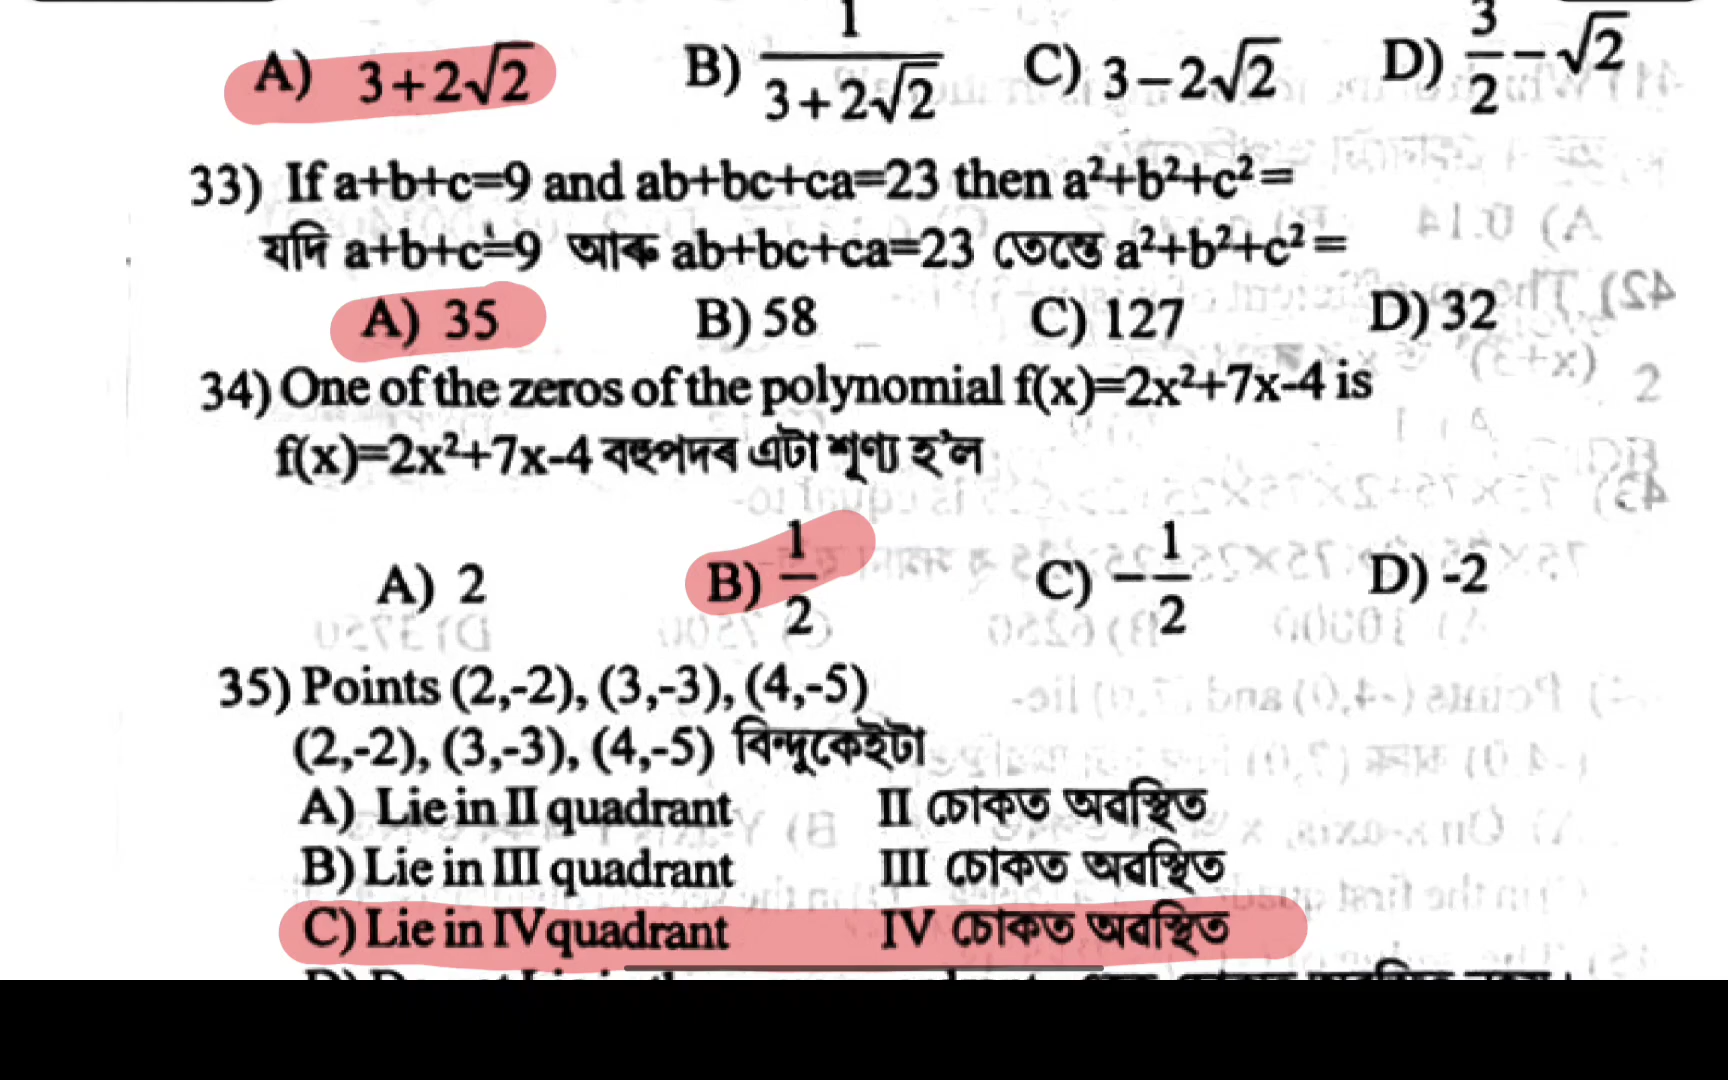 A) 3+2√2 B) 1/(3+2√2) C) 3−2√2 D) 3/2−√2
33) If a+b+c=9 and ab+bc+ca=23 then a²+b²+c²=
যদি a+b+c=9 আৰু ab+bc+ca=23 তেন্তে a²+b²+c²=
A) 35 B) 58 C) 127 D) 32
34) One of the zeros of the polynomial f(x)=2x²+7x-4 is
f(x)=2x²+7x-4 বহুপদৰ এটা শূণ্য হ'ল
A) 2 B) 1/2 C) −1/2 D) -2
35) Points (2,-2), (3,-3), (4,-5)
(2,-2), (3,-3), (4,-5) বিন্দুকেইটা
A) Lie in II quadrant II চোকত অৱস্থিত
B) Lie in III quadrant III চোকত অৱস্থিত
C) Lie in IV quadrant IV চোকত অৱস্থিত